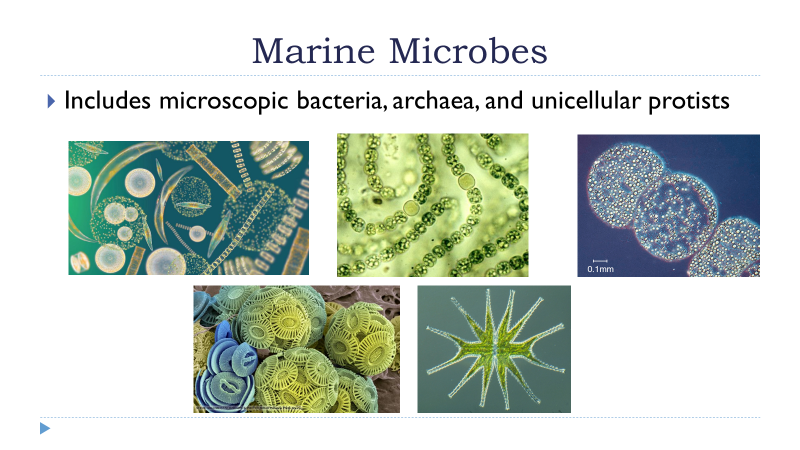 Marine Microbes
Includes microscopic bacteria, archaea, and unicellular protists
0.1mm